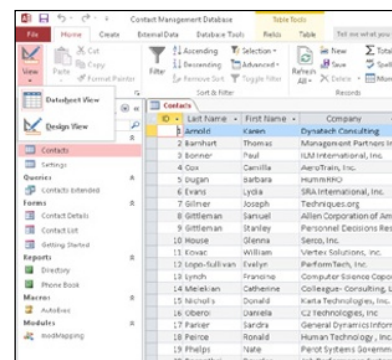 Contact Management Database
Table Tools
File Home Create External Data Database Tools Fields Table Tell me what you
View
Paste
Cut
Copy
Format Painter
Filter
Ascending
Descending
Remove Sort
Selection
Advanced
Toggle Filter
Refresh All
New
Save
Delete
Totals
Sort & Filter
Records
Datasheet View
Design View
Contacts
Settings
Queries
Contacts Extended
Forms
Contact Details
Contact List
Getting Started
Reports
Directory
Phone Book
Macros
AutoExec
Modules
modMapping
Contacts
ID Last Name First Name Company
1 Arnold Karen Dynatech Consulting
2 Barnhart Thomas Management Partners
3 Bonner Paul ILM International, Inc.
4 Cox Camilla AeroTrain, Inc.
5 Dugan Barbara HumRRO
6 Evans Lydia SRA International, Inc.
7 Gilmer Joseph Techniques.org
8 Gittleman Samuel Allen Corporation of Am
9 Gittleman Stanley Personnel Decisions Res
10 House Glenna Serco, Inc.
11 Kovac William Vertex Solutions, Inc.
12 Lopo-Sullivan Evelyn PerformTech, Inc.
13 Lynch Francine Computer Science
14 Melekian Catherine Colleague- Consulting, L
15 Nicholls Donald Karta Technologies, Inc.
16 Oberoi Daniela C2 Technologies, Inc
17 Parker Sandra General Dynamics Inform
18 Peirce Ronald Human Technology, Inc.
19 Phelps Nate Perot Systems Governm